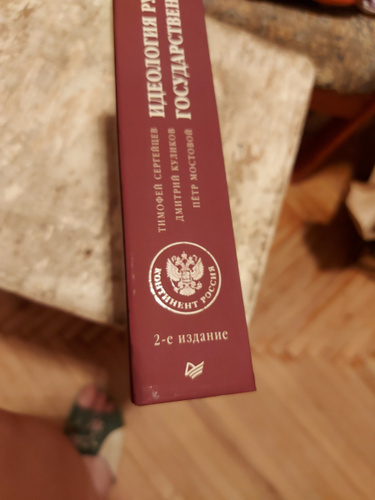 ИДЕОЛОГИЯ
ГОСУДАРСТВЕН
ТИМОФЕЙ СЕРГЕЙЦЕВ
ДМИТРИЙ КУЛИКОВ
ПЁТР МОСТОВОЙ
КОНТИНЕНТ РОССИЯ
2-е издание